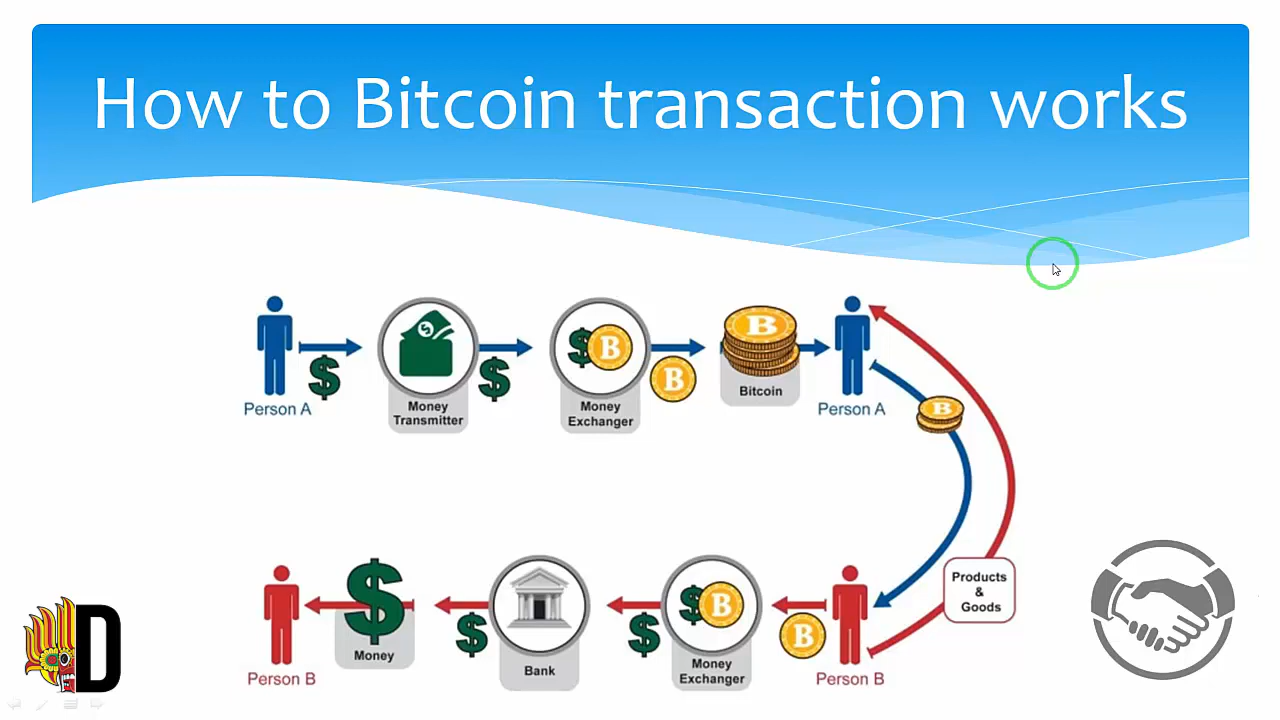 How to Bitcoin transaction works
Person A
Money
Transmitter
Money
Exchanger
Bitcoin
Person A
Products
&
Goods
Person B
Money
Bank
Money
Exchanger
Person B
D